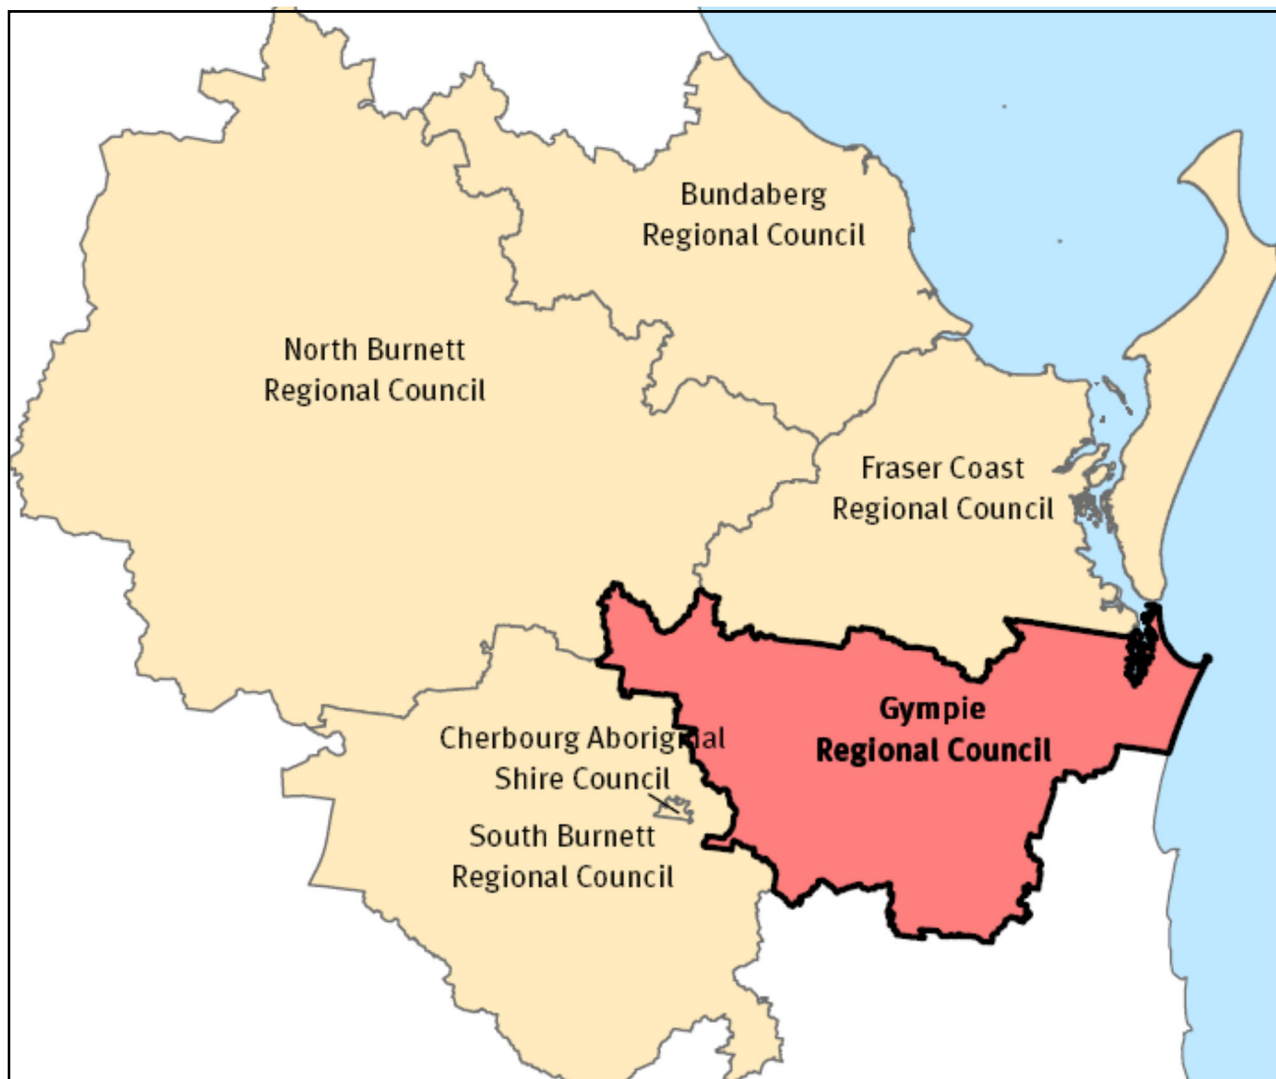 Bundaberg
Regional Council
North Burnett
Regional Council
Fraser Coast
Regional Council
Gympie
Regional Council
Cherbourg Aboriginal
Shire Council
South Burnett
Regional Council